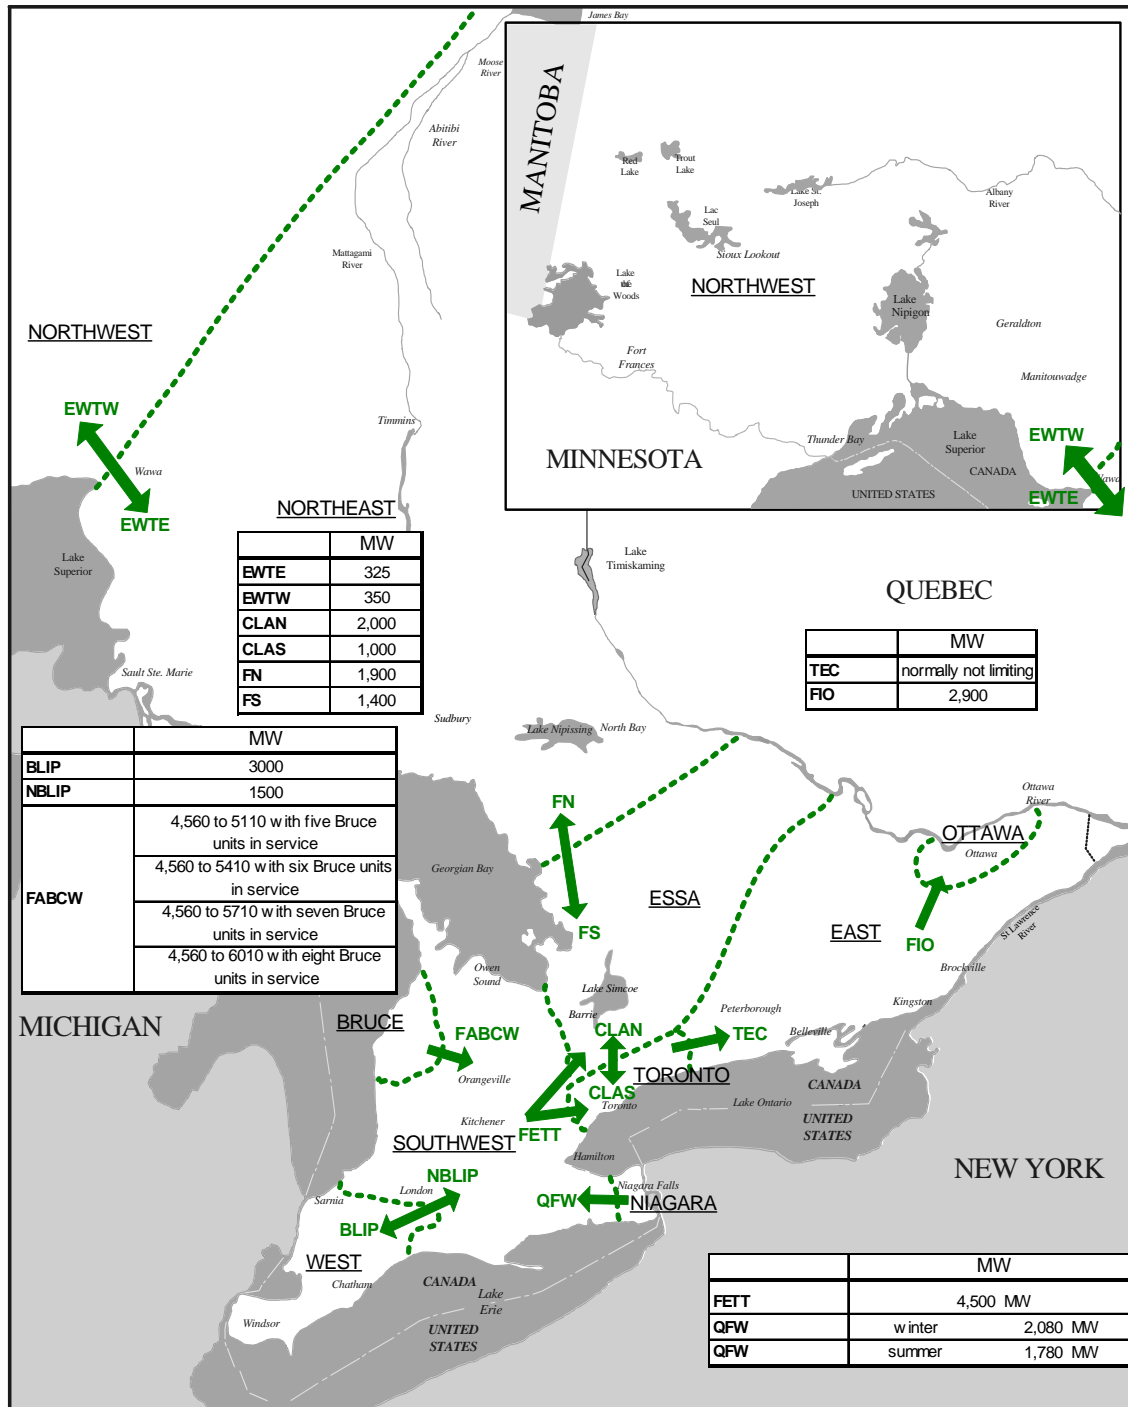 James Bay
Moose
River
Abitibi
River
Mattagami
River
NORTHWEST
EWTW
Wawa
EWTE
Timmins
Lake
Superior
Sault Ste. Marie
MANITOBA
Red
Lake
Trout
Lake
Lake St.
Joseph
Albany
River
Lac
Seul
Sioux Lookout
Lake
of the
Woods
NORTHWEST
Lake
Nipigon
Geraldton
Fort
Frances
Manitouwadge
MINNESOTA
Thunder Bay
Lake
Superior
CANADA
UNITED STATES
EWTW
Wawa
EWTE
NORTHEAST
MW
EWTE 325
EWTW 350
CLAN 2,000
CLAS 1,000
FN 1,900
FS 1,400
Lake
Timiskaming
QUEBEC
MW
TEC normally not limiting
FIO 2,900
Sudbury
Lake Nipissing
North Bay
MW
BLIP 3000
NBLIP 1500
FABCW
4,560 to 5110 with five Bruce
units in service
4,560 to 5410 with six Bruce units
in service
4,560 to 5710 with seven Bruce
units in service
4,560 to 6010 with eight Bruce
units in service
FN
FS
Georgian Bay
Ottawa
River
OTTAWA
Ottawa
ESSA
EAST
FIO
St Lawrence
River
Brockville
Kingston
Owen
Sound
Lake Simcoe
Barrie
Peterborough
Belleville
MICHIGAN
BRUCE
FABCW
Orangeville
CLAN
CLAS
TEC
TORONTO
Toronto
Lake Ontario
CANADA
UNITED
STATES
Kitchener
FETT
SOUTHWEST
Hamilton
NEW YORK
NBLIP
London
Sarnia
BLIP
QFW
Niagara Falls
NIAGARA
WEST
Chatham
Windsor
CANADA
Lake
Erie
UNITED
STATES
MW
FETT 4,500 MW
QFW winter 2,080 MW
QFW summer 1,780 MW